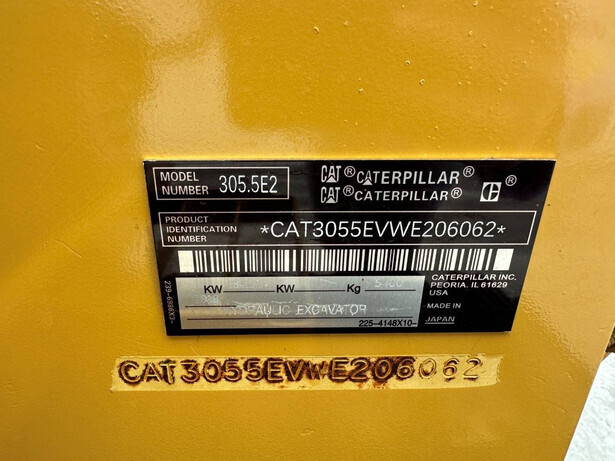 MODEL NUMBER 305.5E2
CAT® CATERPILLAR®
CAT® CATERPILLAR® C®
PRODUCT IDENTIFICATION NUMBER *CAT3055EVWE206062*
CATERPILLAR INC.
PEORIA, IL 61629
USA
KW KW Kg
HYDRAULIC EXCAVATOR
MADE IN
JAPAN
225-4148X10-
CAT3055EVWE206062